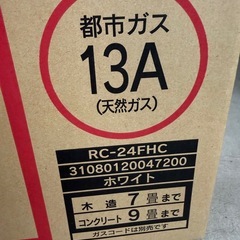 都市ガス
13A
(天然ガス)
RC-24FHC
31080120047200
ホワイト
木造 7畳まで
コンクリート 9畳まで
ガスコードは別売です